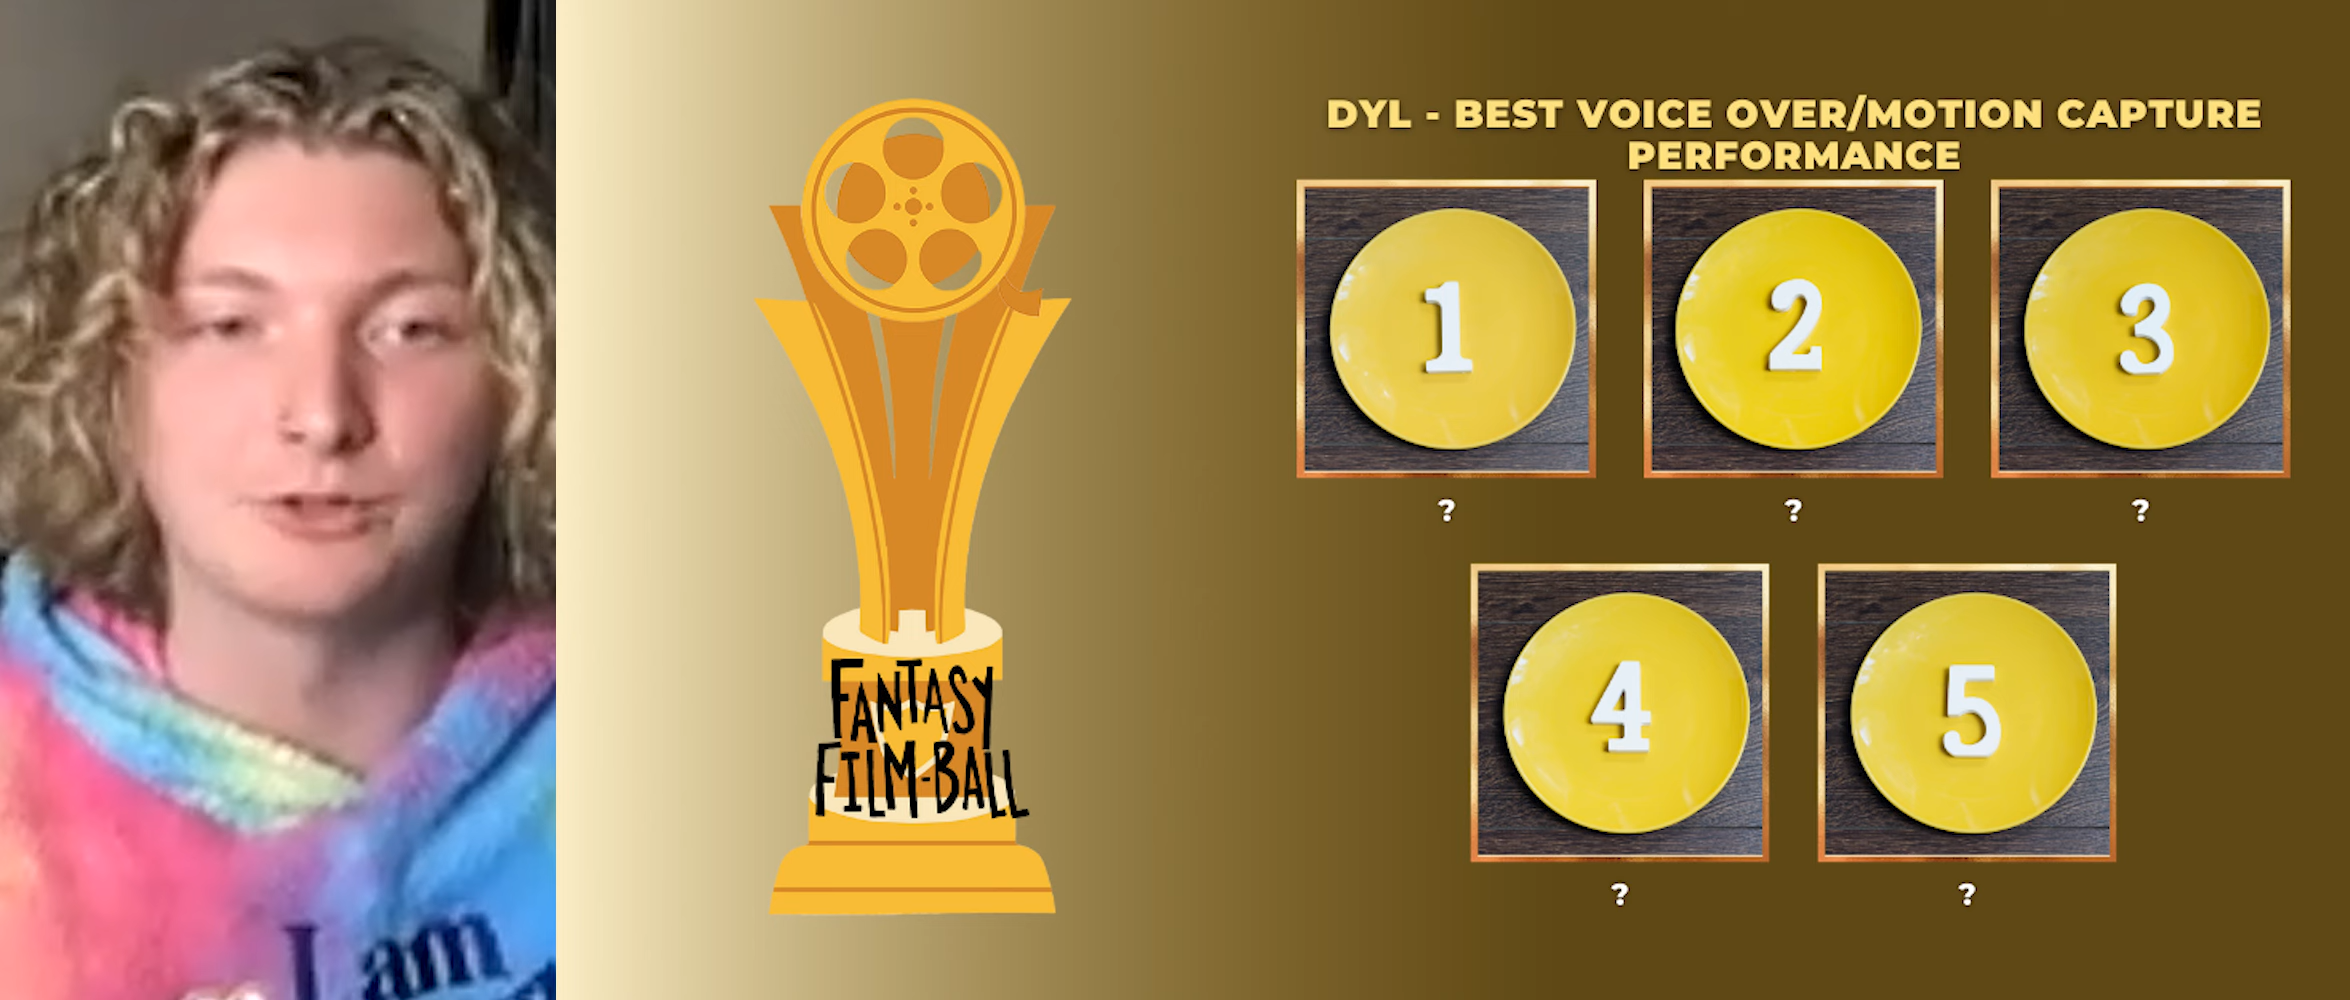 DYL - BEST VOICE OVER/MOTION CAPTURE
PERFORMANCE
1
2
3
?
?
?
4
5
?
?
FANTASY
FILM-BALL
I am